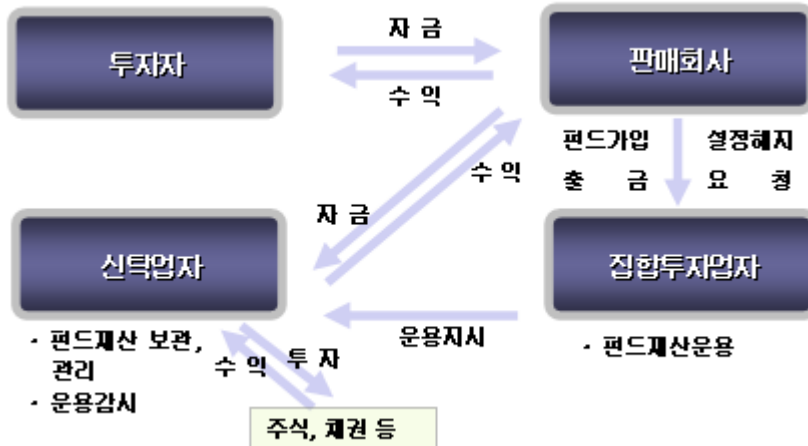 자 금
투자자
판매회사
수 익
펀드가입 설정해지
출 금 요 청
수 익
자 금
신탁업자
집합투자업자
운용지시
· 펀드재산 보관,
관리
· 운용감시
수 익
투 자
· 펀드재산운용
주식, 채권 등